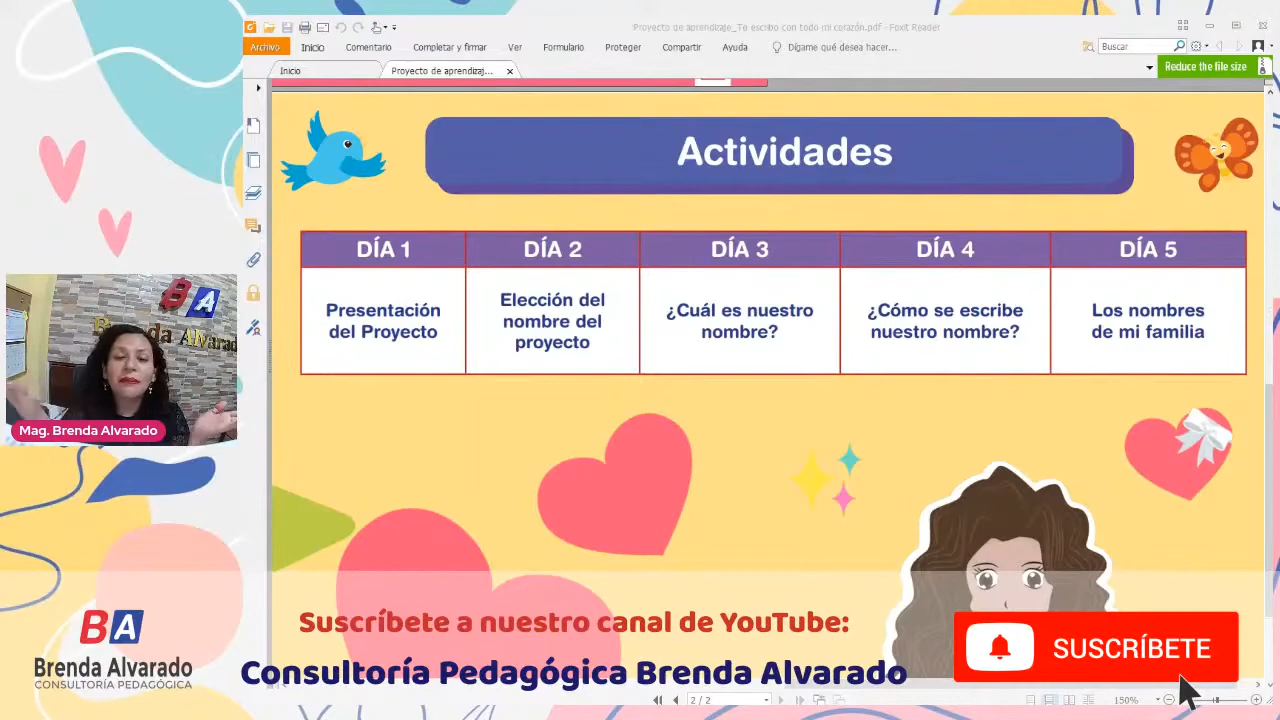 Proyecto de aprendizaje_Te escribo con todo mi corazón.pdf - Foxit Reader
Archivo Inicio Comentario Completar y firmar Ver Formulario Proteger Compartir Ayuda Dígame qué desea hacer... Buscar
Inicio Proyecto de aprendizaj... Reduce the file size
Actividades
DÍA 1 DÍA 2 DÍA 3 DÍA 4 DÍA 5
Presentación
del Proyecto
Elección del
nombre del
proyecto
¿Cuál es nuestro
nombre?
¿Cómo se escribe
nuestro nombre?
Los nombres
de mi familia
BA
Brenda Alvarado
Mag. Brenda Alvarado
Suscríbete a nuestro canal de YouTube:
Consultoría Pedagógica Brenda Alvarado
SUSCRÍBETE
BA
Brenda Alvarado
CONSULTORÍA PEDAGÓGICA
2 / 2
150%